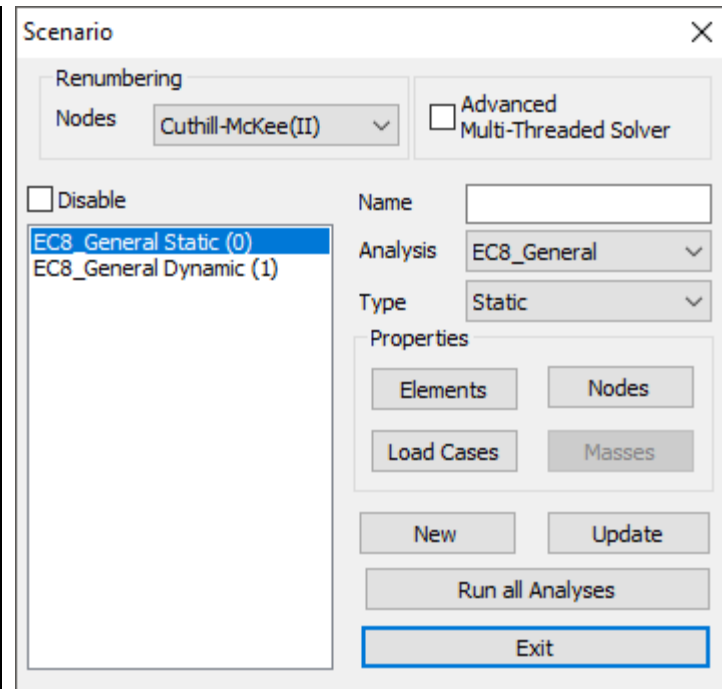 Scenario
Renumbering
Nodes
Cuthill-McKee(II)
Advanced
Multi-Threaded Solver
Disable
EC8_General Static (0)
EC8_General Dynamic (1)
Name
Analysis
EC8_General
Type
Static
Properties
Elements
Nodes
Load Cases
Masses
New
Update
Run all Analyses
Exit